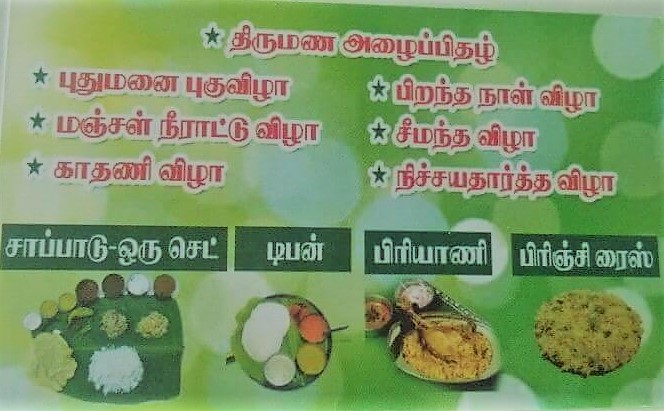 ★ திருமண அழைப்பிதழ்
★ புதுமனை புகுவிழா
★ மஞ்சள் நீராட்டு விழா
★ காதணி விழா
★ பிறந்த நாள் விழா
★ சீமந்த விழா
★ நிச்சயதார்த்த விழா
சாப்பாடு-ஒரு செட்
டிபன்
பிரியாணி
பிரிஞ்சி ரைஸ்